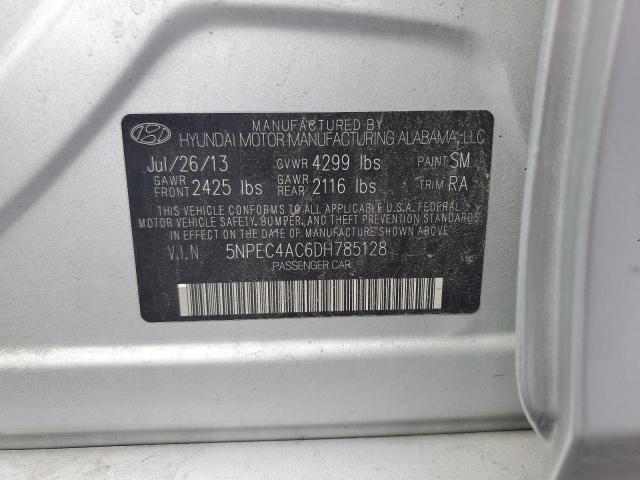 MANUFACTURED BY
HYUNDAI MOTOR MANUFACTURING ALABAMA, LLC
Jul/26/13 GVWR 4299 lbs PAINT SM
GAWR FRONT 2425 lbs GAWR REAR 2116 lbs TRIM RA
THIS VEHICLE CONFORMS TO ALL APPLICABLE U.S.A. FEDERAL
MOTOR VEHICLE SAFETY, BUMPER, AND THEFT PREVENTION STANDARDS
IN EFFECT ON THE DATE OF MANUFACTURE SHOWN ABOVE.
V.I.N 5NPEC4AC6DH785128
PASSENGER CAR